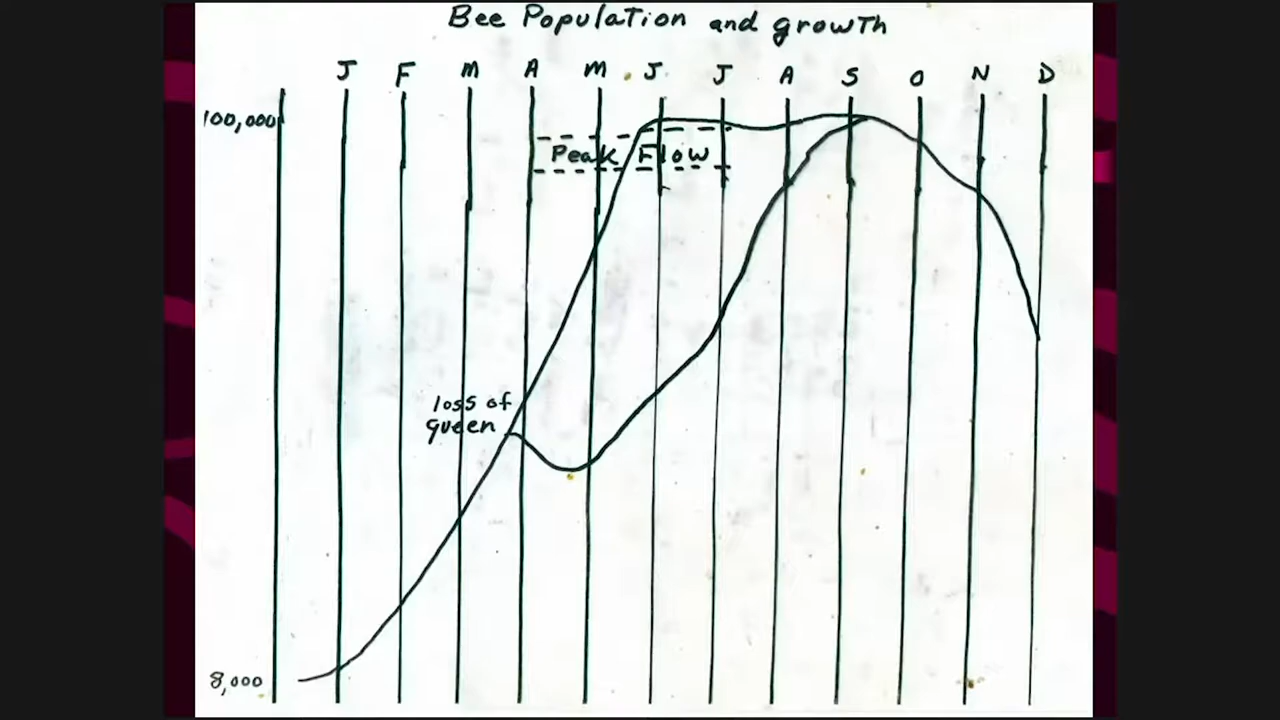 Bee Population and growth
J F M A M J J A S O N D
100,000
Peak Flow
loss of
queen
8,000